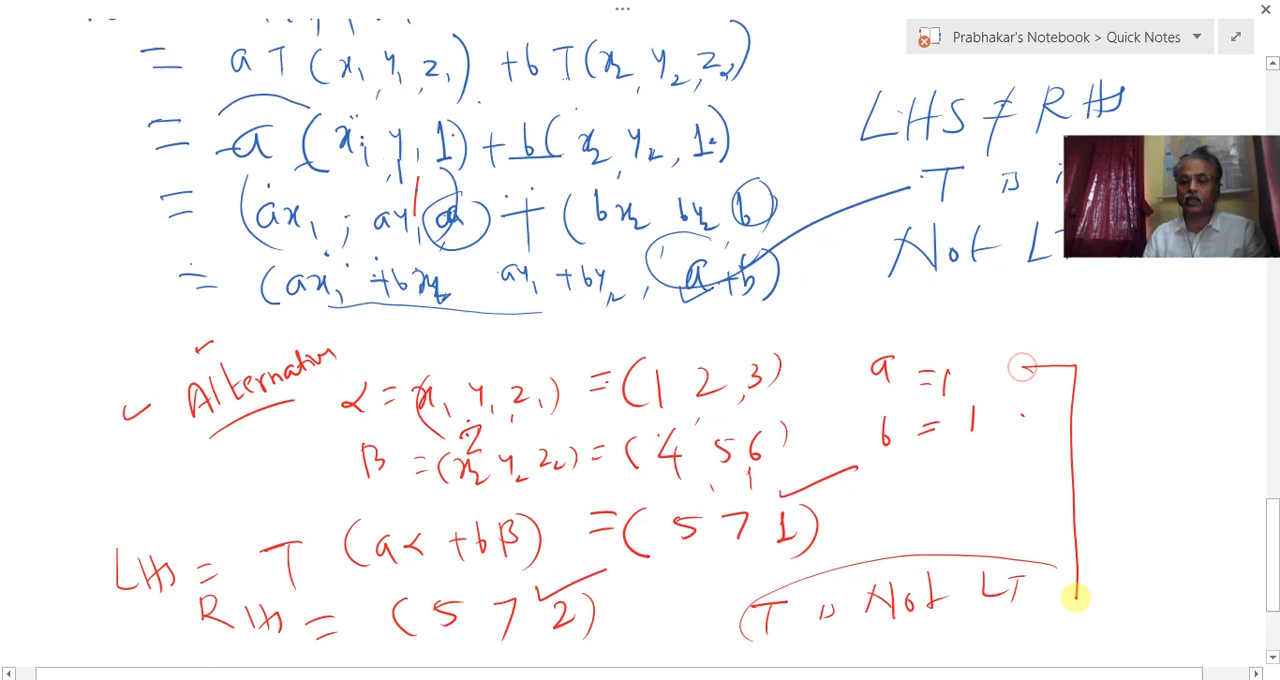 Prabhakar's Notebook > Quick Notes
= a T (x₁, y₁, z₁) + b T(x₂, y₂, z₂)
= a (x₁, y₁, 1) + b( x₂ y₂, 1)
= (ax₁, ay₁, a) + (bx₂ by₂, b)
= (ax₁ + bx₂ ay₁ + by₂, a+b)
LHS ≠ RHS
T is
Not LT
Alternative
α = (x₁ y₁, z₁) = (1 2, 3)
β = (x₂ y₂ z₂) = (4, 5 6)
a = 1
b = 1
LHS = T (aα + bβ) = (5 7 1)
RHS = (5 7 2)
(T is Not LT